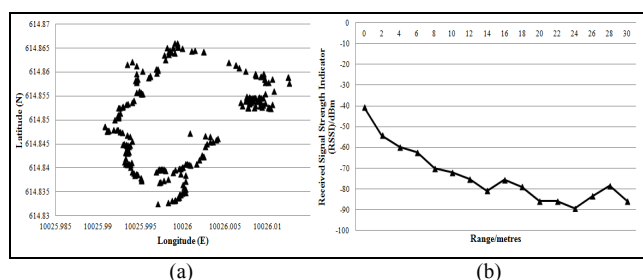 614.87
614.865
614.86
614.855
614.85
614.845
614.84
614.835
614.83
Latitude (N)
10025.985 10025.99 10025.995 10026 10026.005 10026.01
Longitude (E)
(a)
0
-10
-20
-30
-40
-50
-60
-70
-80
-90
-100
Received Signal Strength Indicator
(RSSI)/dBm
0 2 4 6 8 10 12 14 16 18 20 22 24 26 28 30
Range/metres
(b)